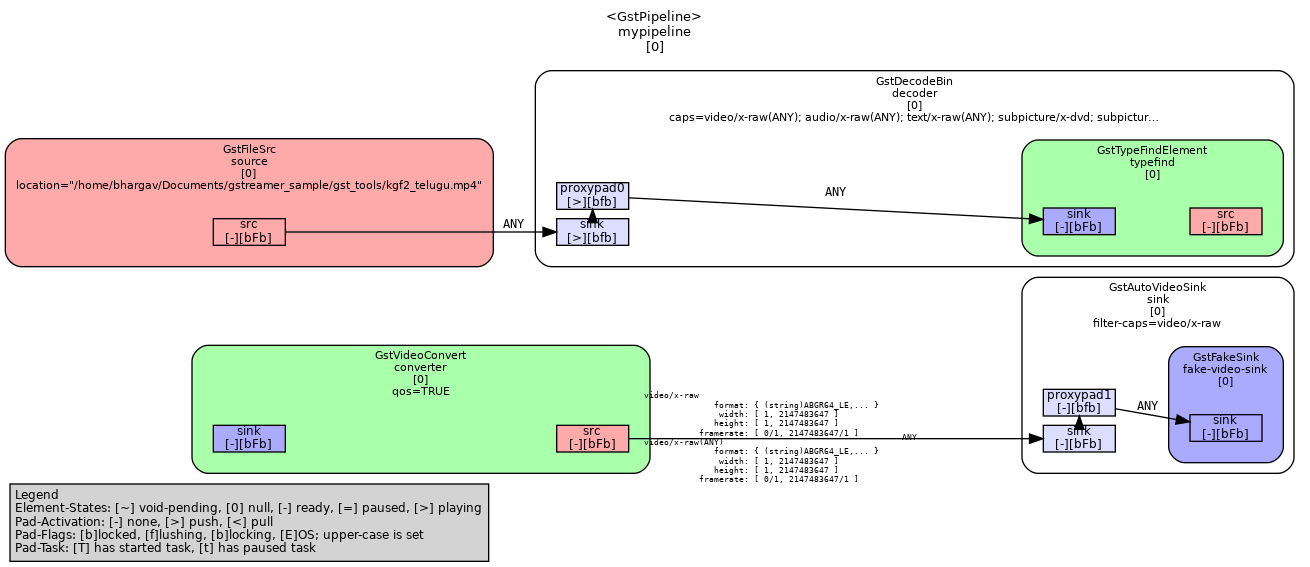 <GstPipeline>
mypipeline
[0]
GstDecodeBin
decoder
[0]
caps=video/x-raw(ANY); audio/x-raw(ANY); text/x-raw(ANY); subpicture/x-dvd; subpictur…
GstFileSrc
source
[0]
location="/home/bhargav/Documents/gstreamer_sample/gst_tools/kgf2_telugu.mp4"
src
[-][bFb]
ANY
proxypad0
[>][bfb]
sink
[>][bfb]
ANY
GstTypeFindElement
typefind
[0]
sink
[-][bFb]
src
[-][bFb]
GstVideoConvert
converter
[0]
qos=TRUE
sink
[-][bFb]
src
[-][bFb]
video/x-raw
format: { (string)ABGR64_LE,... }
width: [ 1, 2147483647 ]
height: [ 1, 2147483647 ]
framerate: [ 0/1, 2147483647/1 ]
video/x-raw(ANY)
format: { (string)ABGR64_LE,... }
width: [ 1, 2147483647 ]
height: [ 1, 2147483647 ]
framerate: [ 0/1, 2147483647/1 ]
ANY
GstAutoVideoSink
sink
[0]
filter-caps=video/x-raw
proxypad1
[-][bfb]
sink
[-][bFb]
ANY
GstFakeSink
fake-video-sink
[0]
sink
[-][bFb]
Legend
Element-States: [~] void-pending, [0] null, [-] ready, [=] paused, [>] playing
Pad-Activation: [-] none, [>] push, [<] pull
Pad-Flags: [b]locked, [f]lushing, [b]locking, [E]OS; upper-case is set
Pad-Task: [T] has started task, [t] has paused task